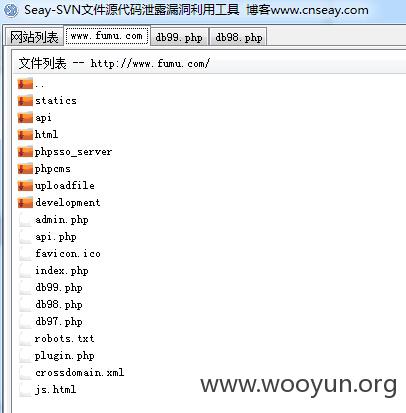 Seay-SVN文件源代码泄露漏洞利用工具 博客www.cnseay.com
网站列表 www.fumu.com db99.php db98.php
文件列表 -- http://www.fumu.com/
..
statics
api
html
phpsso_server
phpcms
uploadfile
development
admin.php
api.php
favicon.ico
index.php
db99.php
db98.php
db97.php
robots.txt
plugin.php
crossdomain.xml
js.html
www.wooyun.org